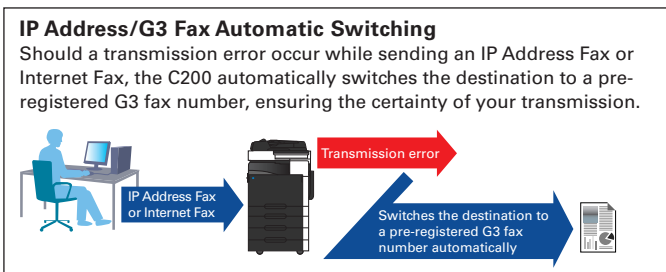 IP Address/G3 Fax Automatic Switching
Should a transmission error occur while sending an IP Address Fax or
Internet Fax, the C200 automatically switches the destination to a pre-
registered G3 fax number, ensuring the certainty of your transmission.
Transmission error
IP Address Fax
or Internet Fax
Switches the destination to
a pre-registered G3 fax
number automatically